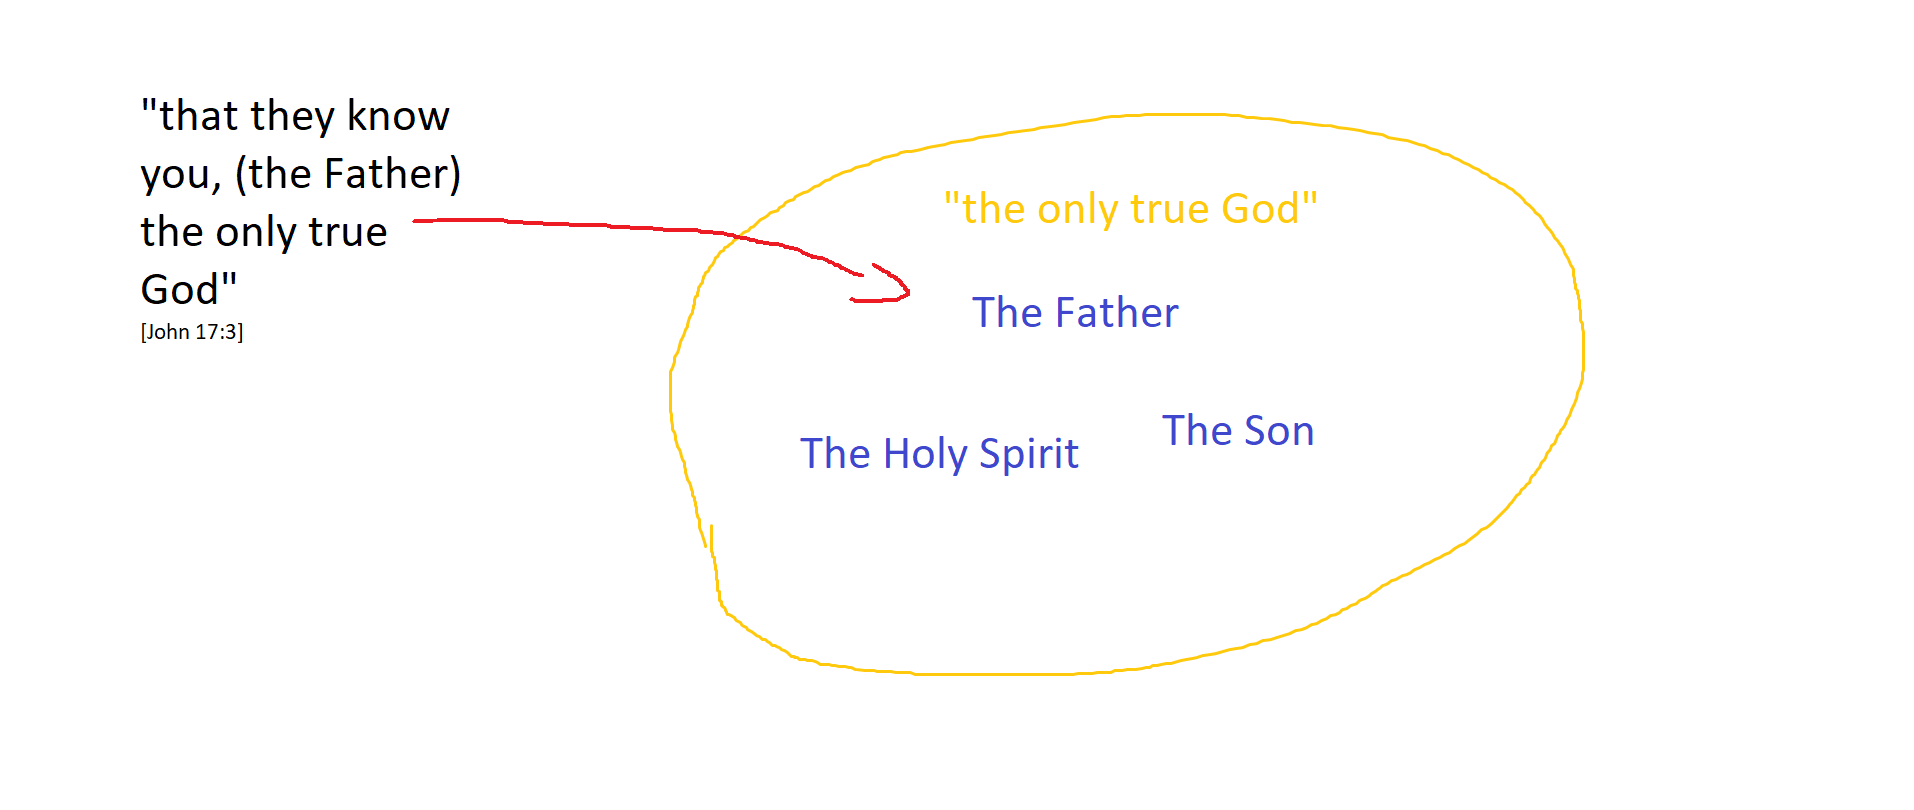 "that they know
you, (the Father)
the only true
God"
[John 17:3]
"the only true God"
The Father
The Holy Spirit
The Son